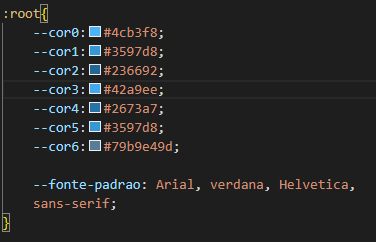 :root{
--cor0:#4cb3f8;
--cor1:#3597d8;
--cor2:#236692;
--cor3:#42a9ee;
--cor4:#2673a7;
--cor5:#3597d8;
--cor6:#79b9e49d;
--fonte-padrao: Arial, verdana, Helvetica,
sans-serif;
}